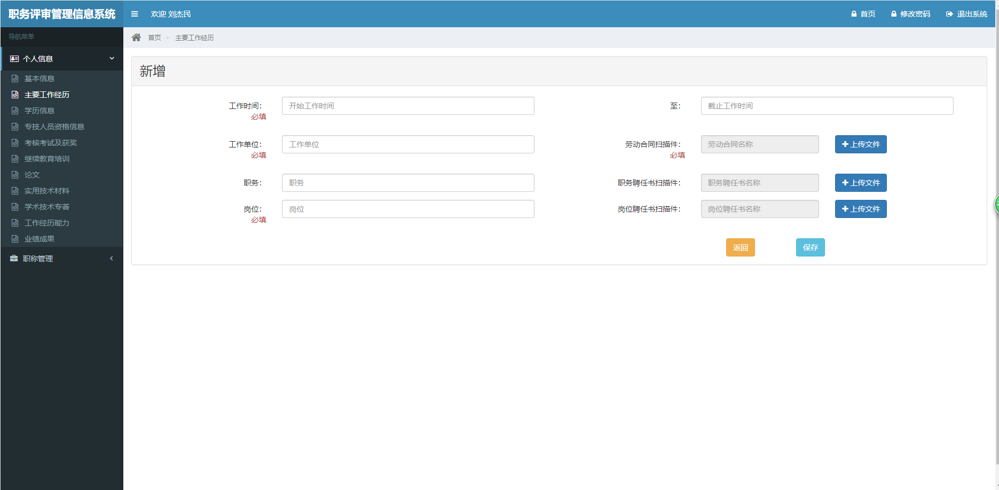 职务评审管理信息系统
欢迎 刘杰民
首页
修改密码
退出系统
导航菜单
首页 > 主要工作经历
个人信息
基本信息
主要工作经历
学历信息
专技人员资格信息
考核考试及获奖
继续教育培训
论文
实用技术材料
学术技术专著
工作经历能力
业绩成果
职称管理
新增
工作时间：
必填
开始工作时间
至：
截止工作时间
工作单位：
必填
工作单位
劳动合同扫描件：
必填
劳动合同名称
上传文件
职务：
职务
职务聘任书扫描件：
职务聘任书名称
上传文件
岗位：
必填
岗位
岗位聘任书扫描件：
岗位聘任书名称
上传文件
返回
保存